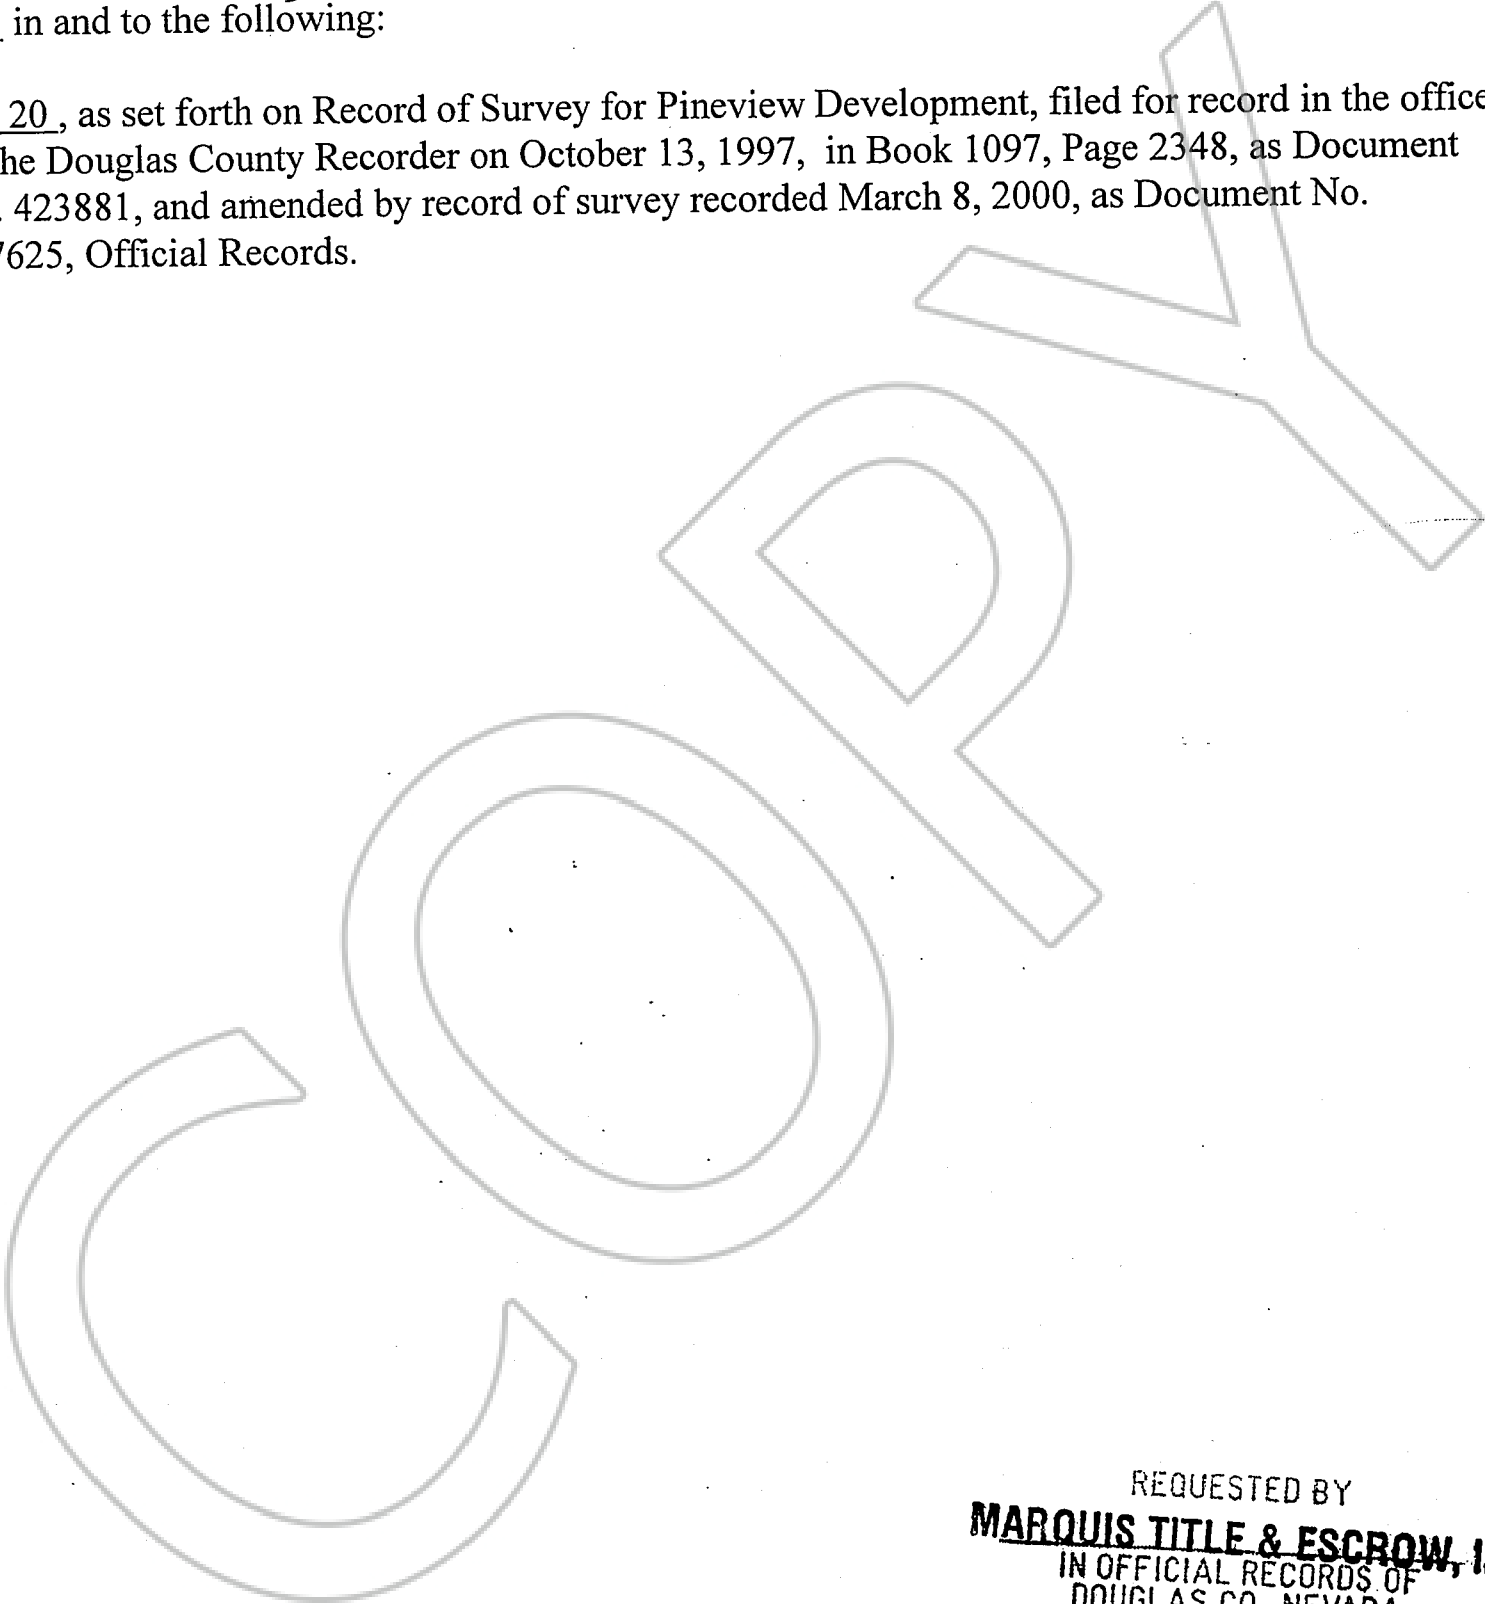 in and to the following:
20 , as set forth on Record of Survey for Pineview Development, filed for record in the office
he Douglas County Recorder on October 13, 1997, in Book 1097, Page 2348, as Document
. 423881, and amended by record of survey recorded March 8, 2000, as Document No.
7625, Official Records.
COPY
REQUESTED BY
MARQUIS TITLE & ESCROW, I
IN OFFICIAL RECORDS OF
DOUGLAS CO., NEVADA